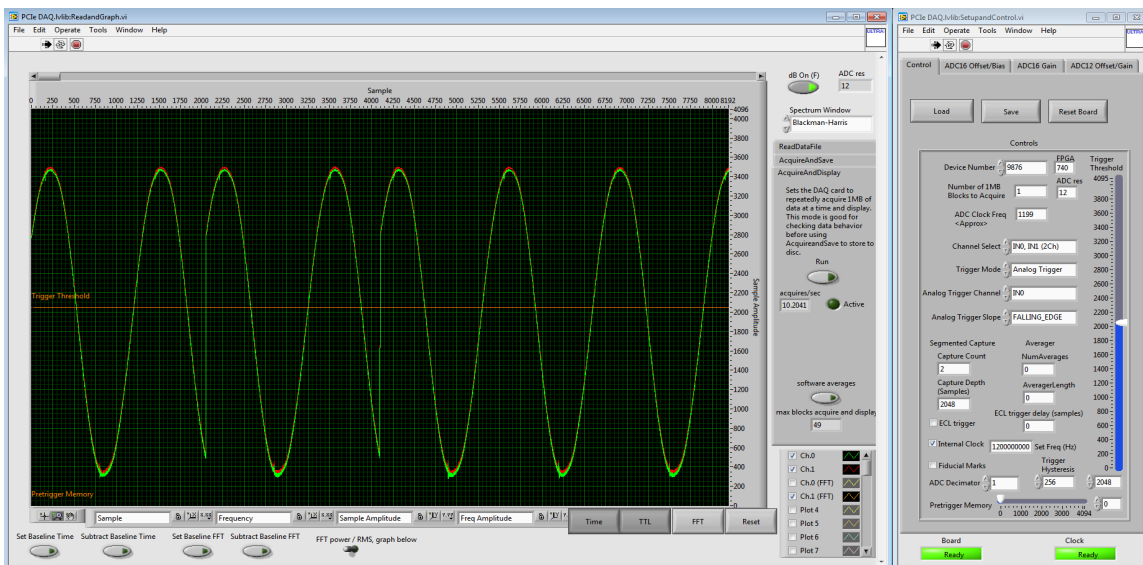 PCIe DAQ.lvlib:ReadandGraph.vi
File Edit Operate Tools Window Help
ULTRA
Sample
0 250 500 750 1000 1250 1500 1750 2000 2250 2500 2750 3000 3250 3500 3750 4000 4250 4500 4750 5000 5250 5500 5750 6000 6250 6500 6750 7000 7250 7500 7750 8000 8192
4096
4000
3800
3600
3400
3200
3000
2800
2600
2400
2200
2000
1800
1600
1400
1200
1000
800
600
400
200
0
Sample Amplitude
Trigger Threshold
Pretrigger Memory
Sample
Frequency
Sample Amplitude
Freq Amplitude
Time TTL FFT Reset
Set Baseline Time Subtract Baseline Time Set Baseline FFT Subtract Baseline FFT FFT power / RMS, graph below
dB On (F)
ADC res
12
Spectrum Window
Blackman-Harris
ReadDataFile
AcquireAndSave
AcquireAndDisplay
Sets the DAQ card to
repeatedly acquire 1MB of
data at a time and display.
This mode is good for
checking data behavior
before using
AcquireandSave to store to
disc.
Run
acquires/sec
10.2041
Active
software averages
max blocks acquire and display
49
Ch.0
Ch.1
Ch.0 (FFT)
Ch.1 (FFT)
Plot 4
Plot 5
Plot 6
Plot 7
PCIe DAQ.lvlib:SetupandControl.vi
File Edit Operate Tools Window Help
Control ADC16 Offset/Bias ADC16 Gain ADC12 Offset/Gain
Load Save Reset Board
Controls
Device Number 9876
FPGA
740
Number of 1MB
Blocks to Acquire 1
ADC res
12
ADC Clock Freq
<Approx> 1199
Channel Select IN0, IN1 (2Ch)
Trigger Mode Analog Trigger
Analog Trigger Channel IN0
Analog Trigger Slope FALLING_EDGE
Segmented Capture
Capture Count
2
Capture Depth
(Samples)
2048
Averager
NumAverages
0
AveragerLength
0
ECL trigger
ECL trigger delay (samples)
0
Internal Clock 1200000000 Set Freq (Hz)
Fiducial Marks
Trigger
Hysteresis
ADC Decimator 1 256 2048
Pretrigger Memory 0
0 1000 2000 3000 4094
Trigger
Threshold
4095
3800
3600
3400
3200
3000
2800
2600
2400
2200
2000
1800
1600
1400
1200
1000
800
600
400
200
0
Board
Ready
Clock
Ready